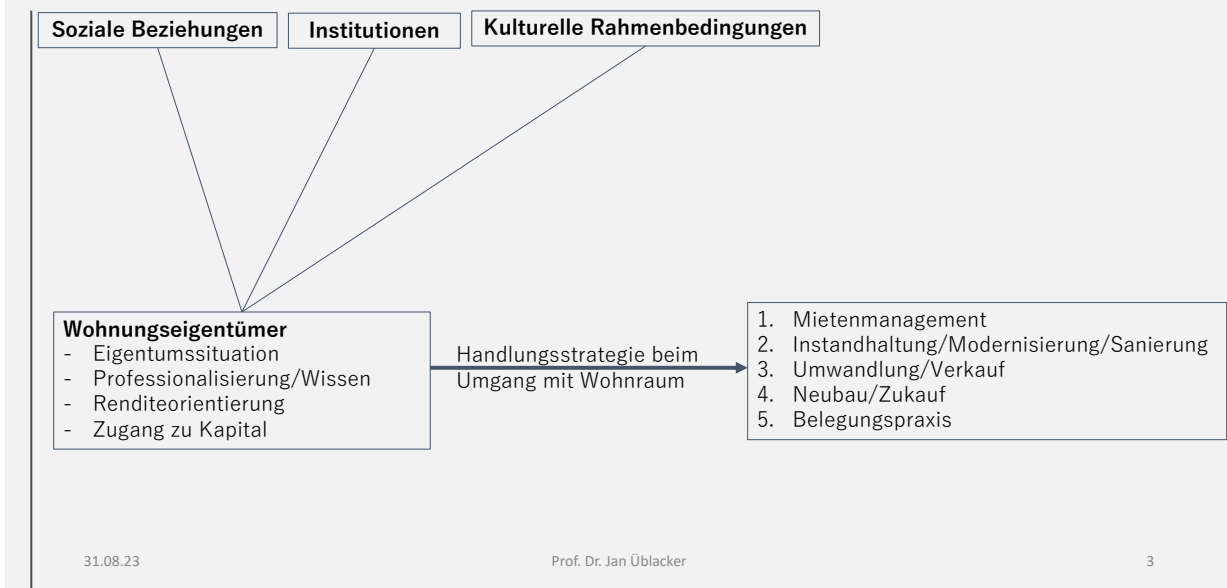 Soziale Beziehungen
Institutionen
Kulturelle Rahmenbedingungen
Wohnungseigentümer
- Eigentumssituation
- Professionalisierung/Wissen
- Renditeorientierung
- Zugang zu Kapital
Handlungsstrategie beim
Umgang mit Wohnraum
1. Mietenmanagement
2. Instandhaltung/Modernisierung/Sanierung
3. Umwandlung/Verkauf
4. Neubau/Zukauf
5. Belegungspraxis
31.08.23
Prof. Dr. Jan Üblacker
3